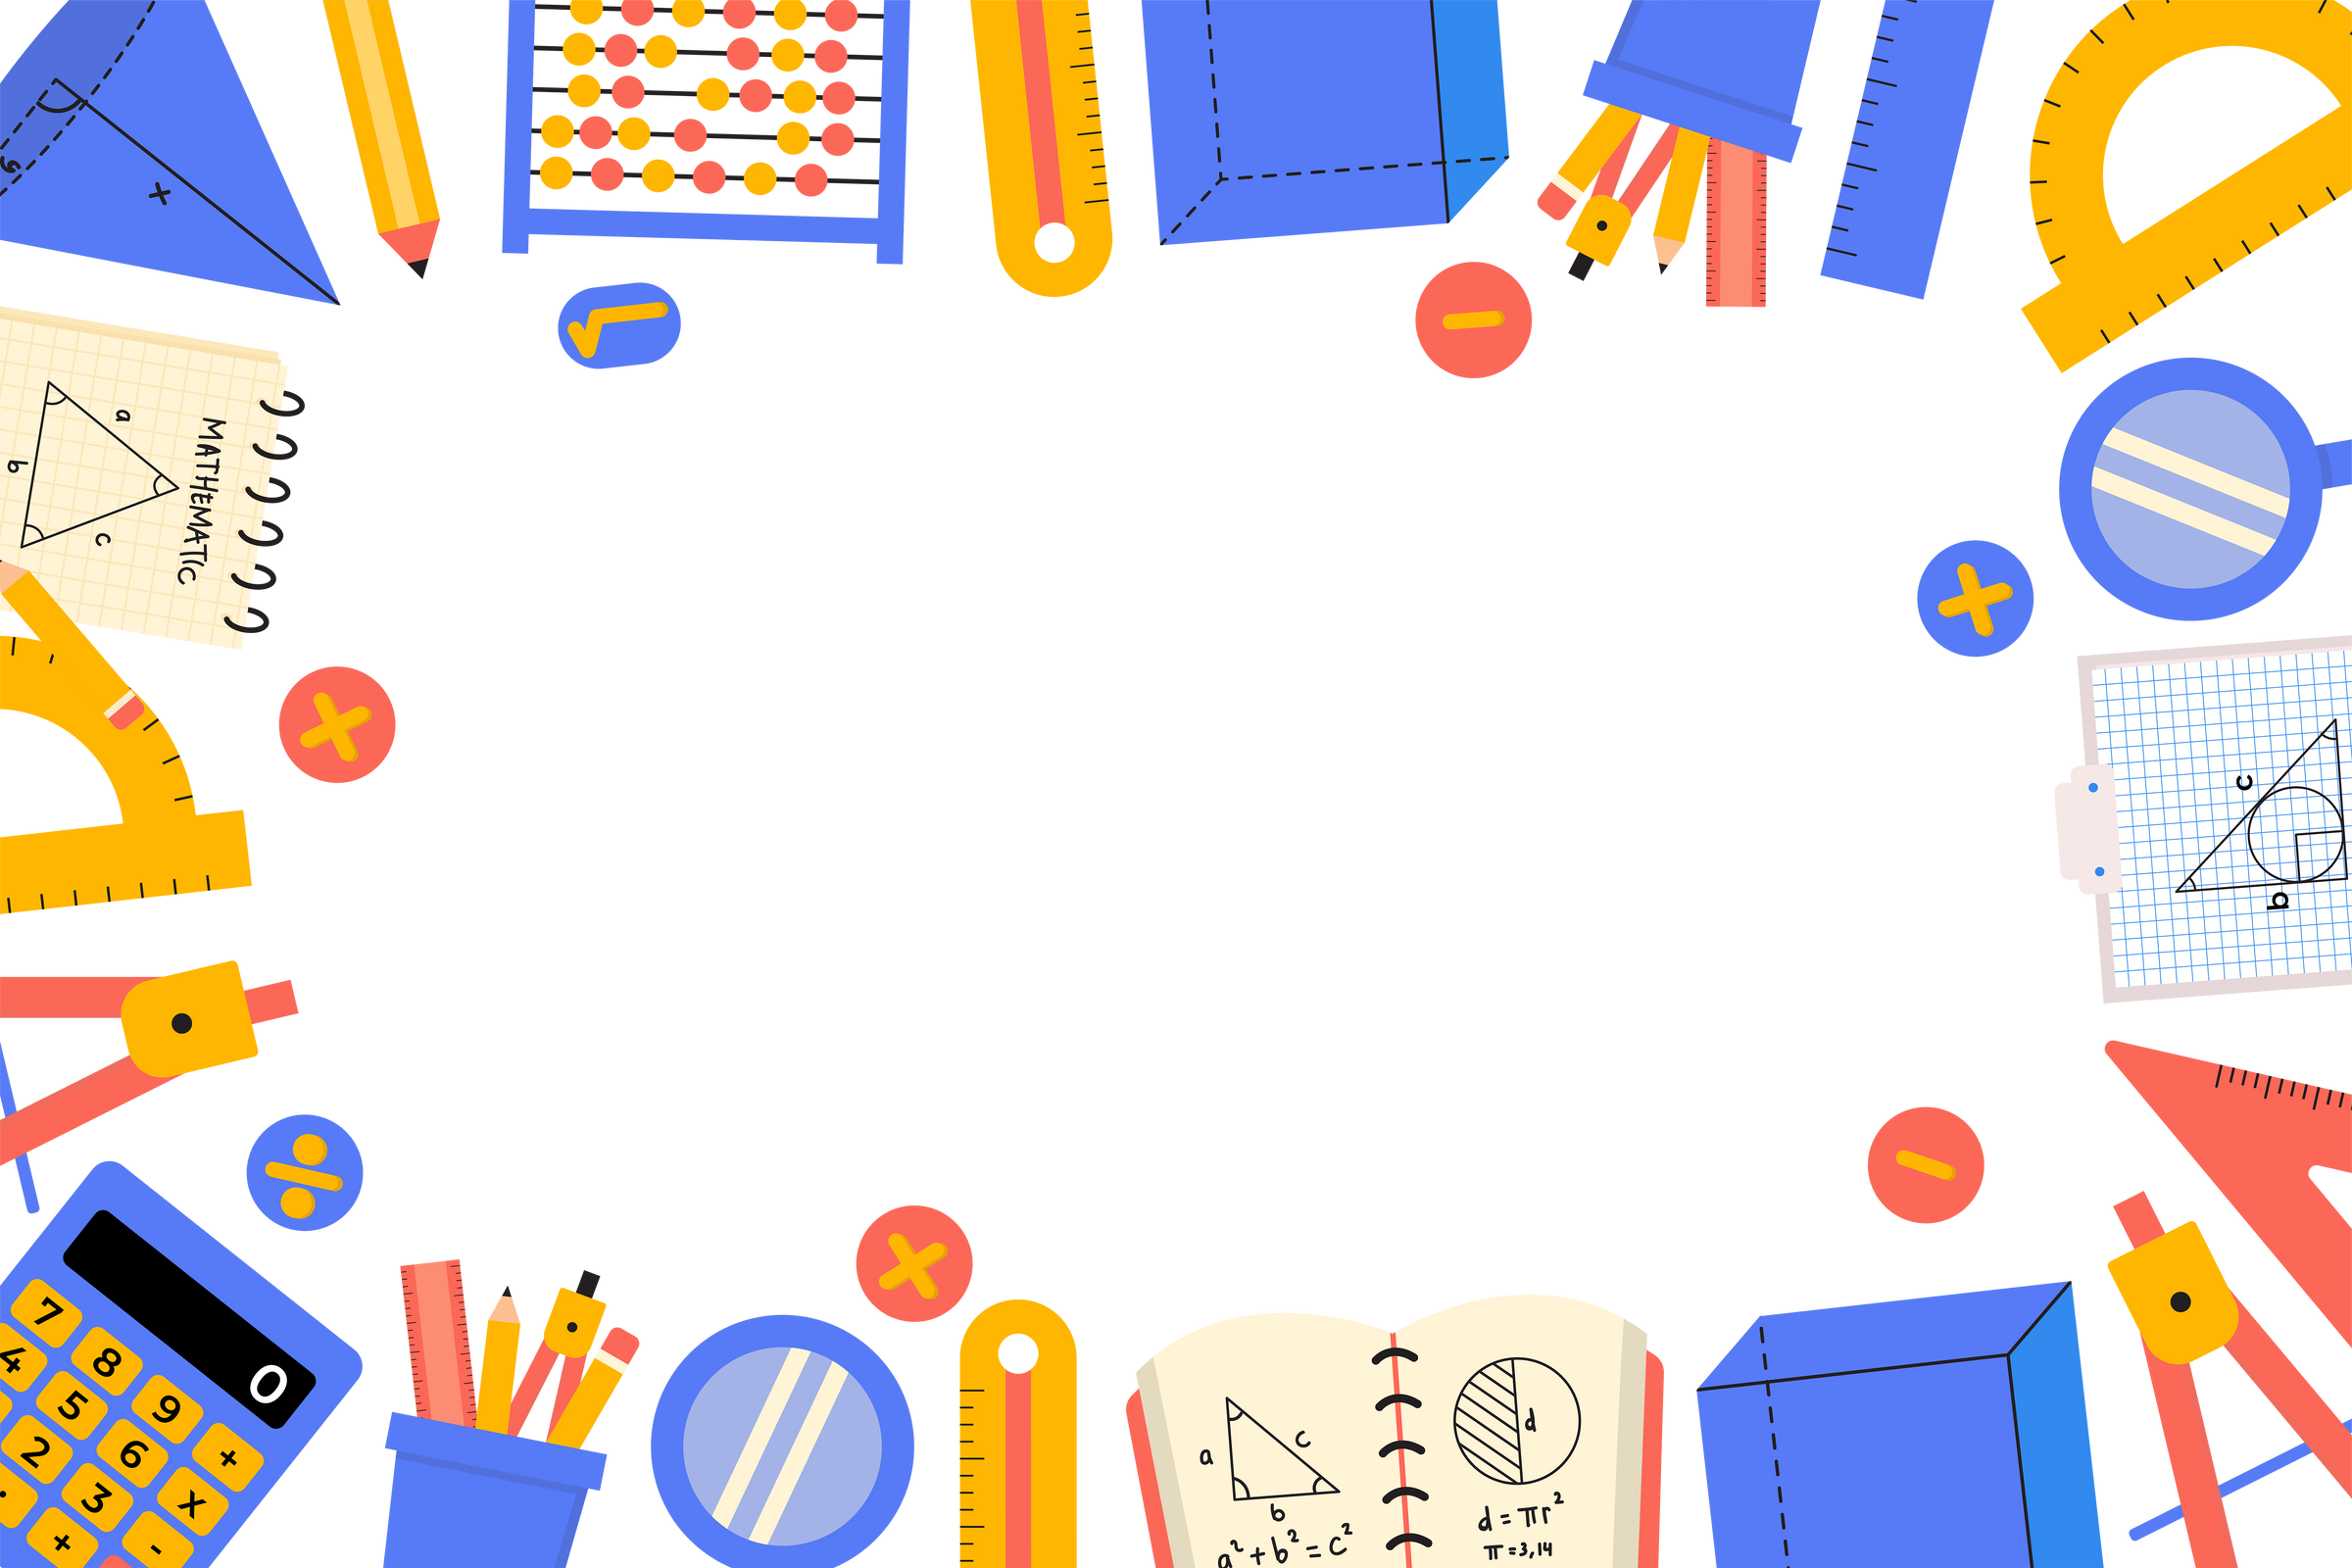 x
a
MATHEMATIC
b
c
c
b
0
7
8
9
+
4
5
6
X
2
3
-
.
+
a
c
b
a² + b² = c²
d
d = πr²
π = 3,14